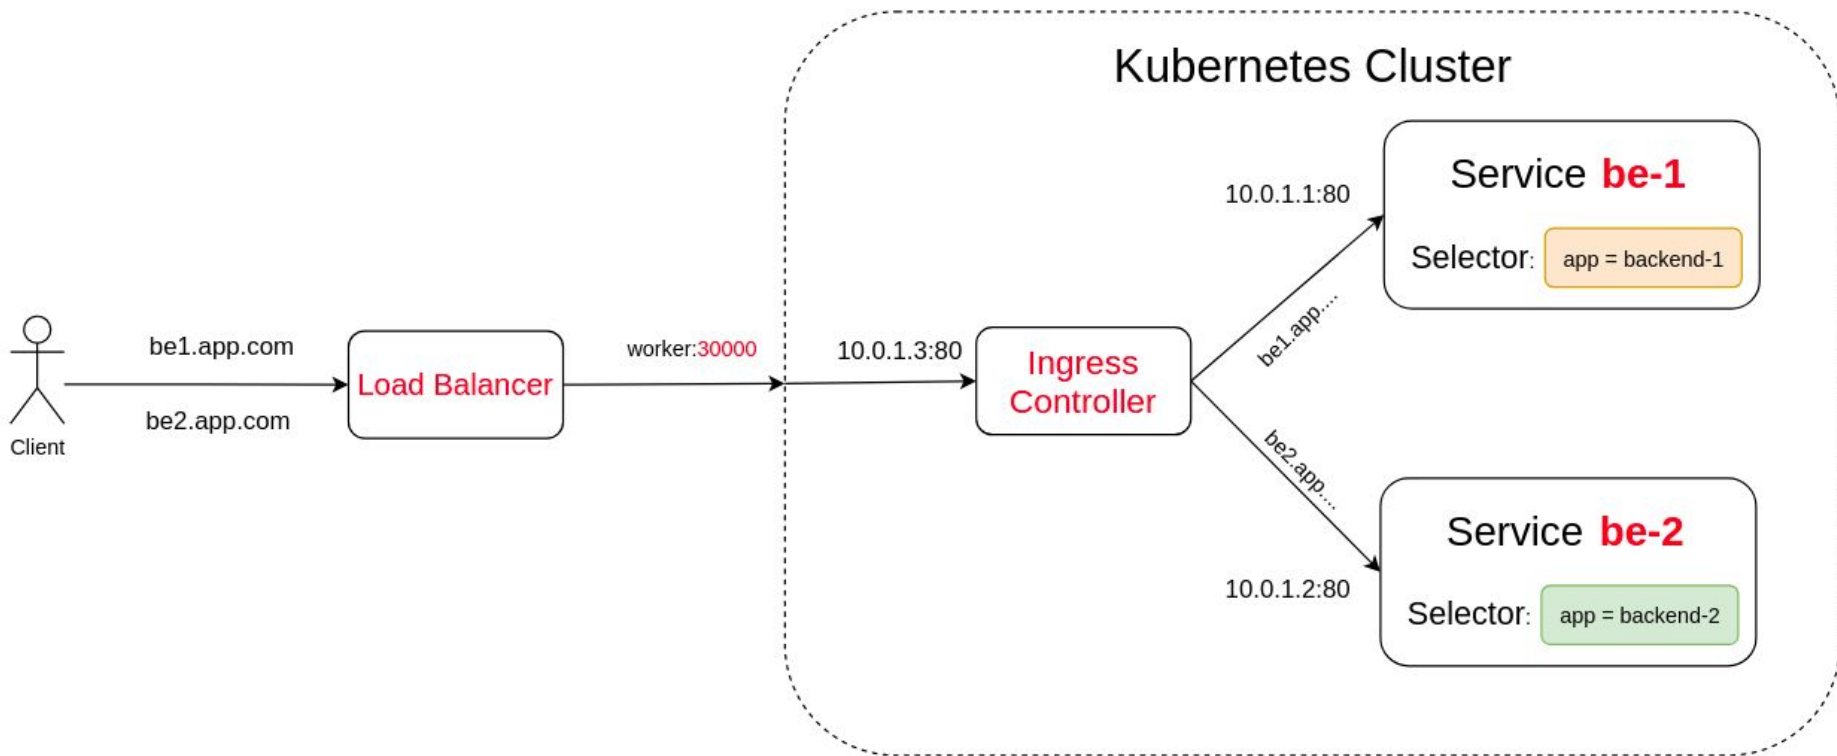 Kubernetes Cluster
Service be-1
10.0.1.1:80
Selector: app = backend-1
be1.app....
be1.app.com
worker:30000
10.0.1.3:80
Ingress
Controller
Load Balancer
be2.app.com
Client
be2.app....
Service be-2
10.0.1.2:80
Selector: app = backend-2